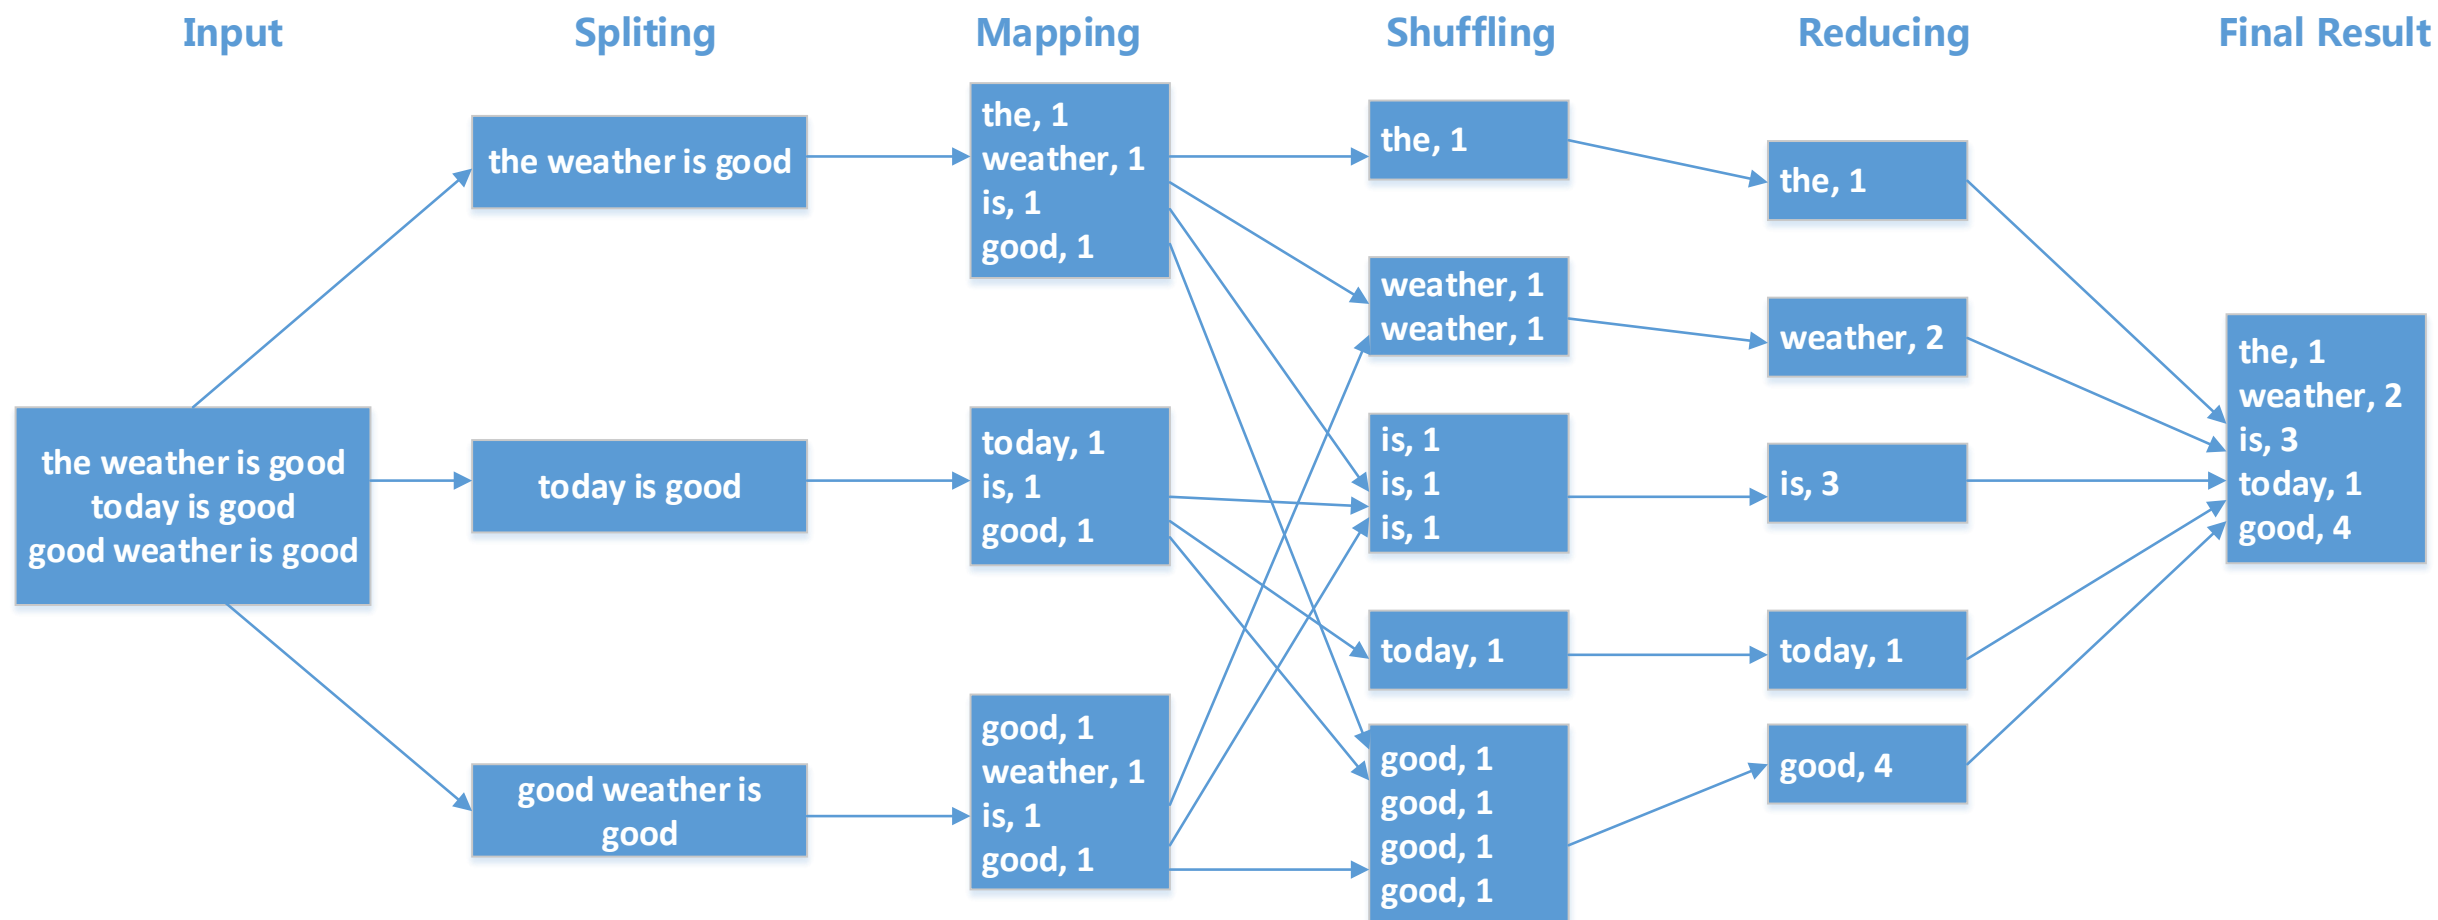 Input
Spliting
Mapping
Shuffling
Reducing
Final Result
the weather is good
today is good
good weather is good
the weather is good
today is good
good weather is
good
the, 1
weather, 1
is, 1
good, 1
today, 1
is, 1
good, 1
good, 1
weather, 1
is, 1
good, 1
the, 1
weather, 1
weather, 1
is, 1
is, 1
is, 1
today, 1
good, 1
good, 1
good, 1
good, 1
the, 1
weather, 2
is, 3
today, 1
good, 4
the, 1
weather, 2
is, 3
today, 1
good, 4